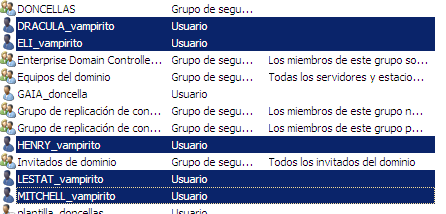 DONCELLAS Grupo de segu...
DRACULA_vampirito Usuario
ELI_vampirito Usuario
Enterprise Domain Controlle... Grupo de segu... Los miembros de este grupo so...
Equipos del dominio Grupo de segu... Todas los servidores y estacio...
GAIA_doncella Usuario
Grupo de replicación de con... Grupo de segu... Los miembros de este grupo n...
Grupo de replicación de con... Grupo de segu... Los miembros de este grupo p...
HENRY_vampirito Usuario
Invitados de dominio Grupo de segu... Todos los invitados del dominio
LESTAT_vampirito Usuario
MITCHELL_vampirito Usuario
plantilla_doncellas Usuario